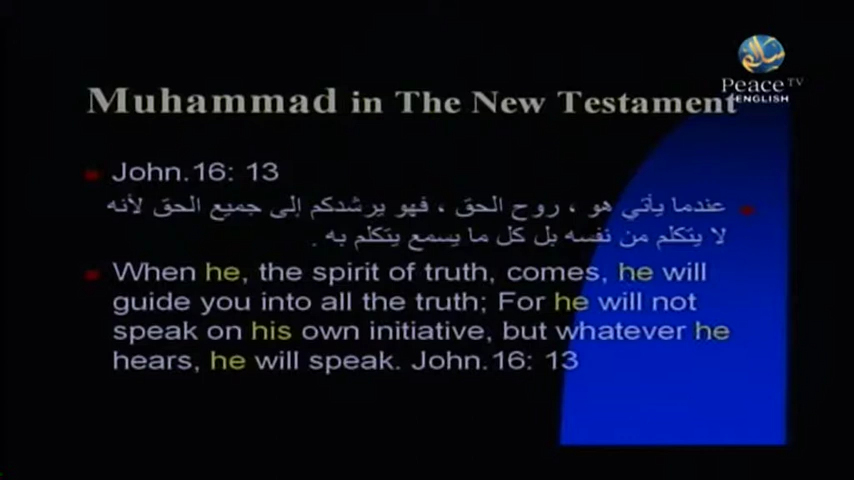 سلام
Peace TV
ENGLISH
Muhammad in The New Testament
John.16: 13
عندما يأتي هو ، روح الحق ، فهو يرشدكم إلى جميع الحق لأنه
لا يتكلم من نفسه بل كل ما يسمع يتكلم به .
When he, the spirit of truth, comes, he will
guide you into all the truth; For he will not
speak on his own initiative, but whatever he
hears, he will speak. John.16: 13